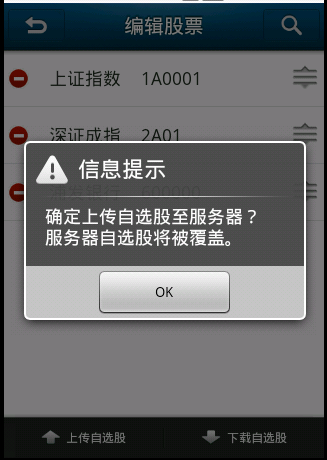 编辑股票
上证指数 1A0001
深证成指 2A01
信息提示
确定上传自选股至服务器？
服务器自选股将被覆盖。
OK
上传自选股 下载自选股